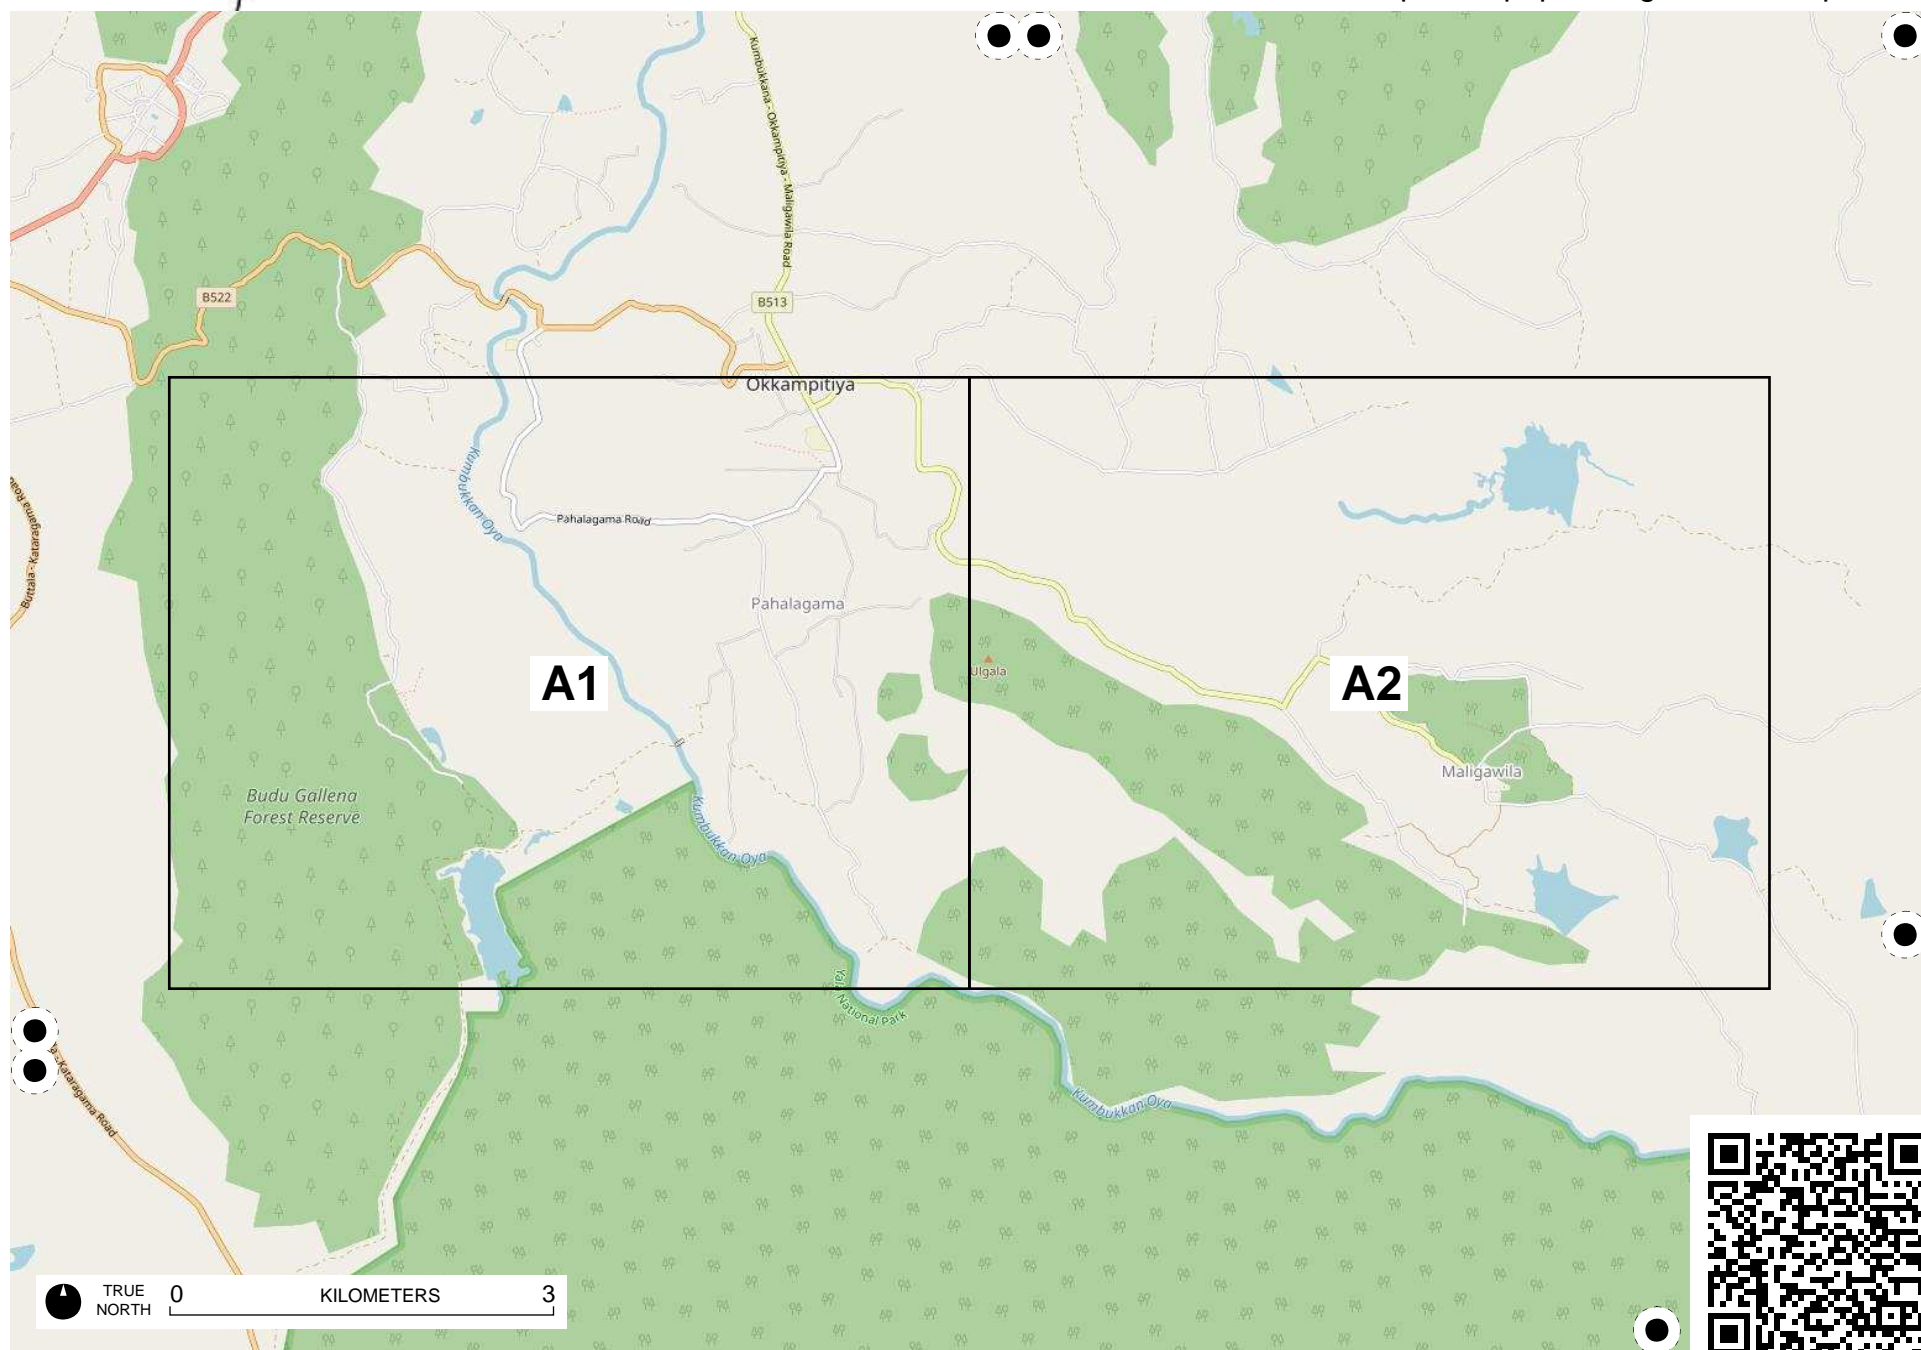 Kumbukkana - Okkampitiya - Maligawila Road
B522
B513
Okkampitiya
Kumbukkan Oya
Pahalagama Road
Buttala - Kataragama Road
Pahalagama
A1
Ulgala
A2
Maligawila
Budu Gallena
Forest Reserve
Kumbukkan Oya
Yala National Park
Kataragama Road
Kumbukkan Oya
TRUE
NORTH
0
KILOMETERS
3